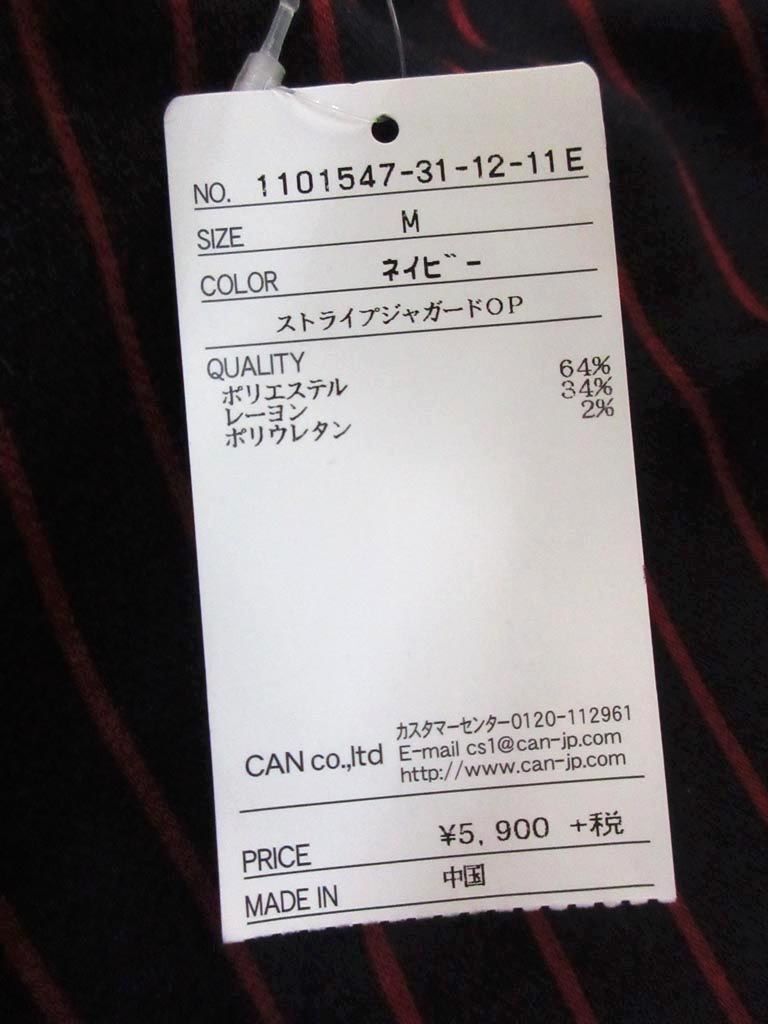 NO. 1101547-31-12-11E
SIZE M
COLOR ネイビー
ストライプジャガードOP
QUALITY
ポリエステル 64%
レーヨン 34%
ポリウレタン 2%
カスタマーセンター0120-112961
CAN co.,ltd E-mail cs1@can-jp.com
http://www.can-jp.com
PRICE ¥5,900 +税
MADE IN 中国